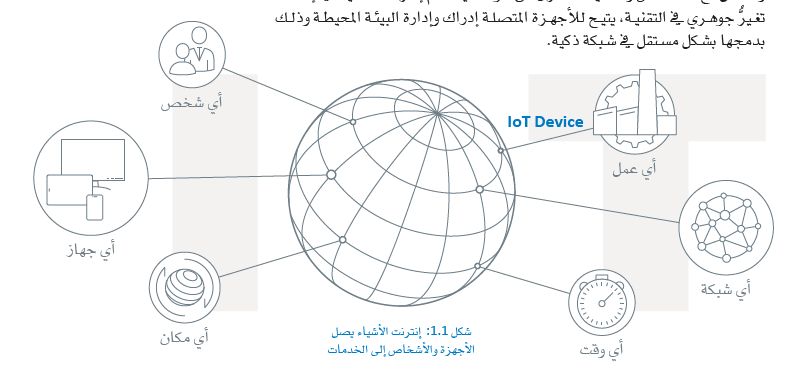 تغيرٌ جوهري في التقنية، يتيح للأجهزة المتصلة إدراك وإدارة البيئة المحيطة وذلك
بدمجها بشكل مستقل في شبكة ذكية.
أي شخص
IoT Device
أي عمل
أي جهاز
أي شبكة
أي مكان
أي وقت
شكل 1.1: إنترنت الأشياء يصل
الأجهزة والأشخاص إلى الخدمات